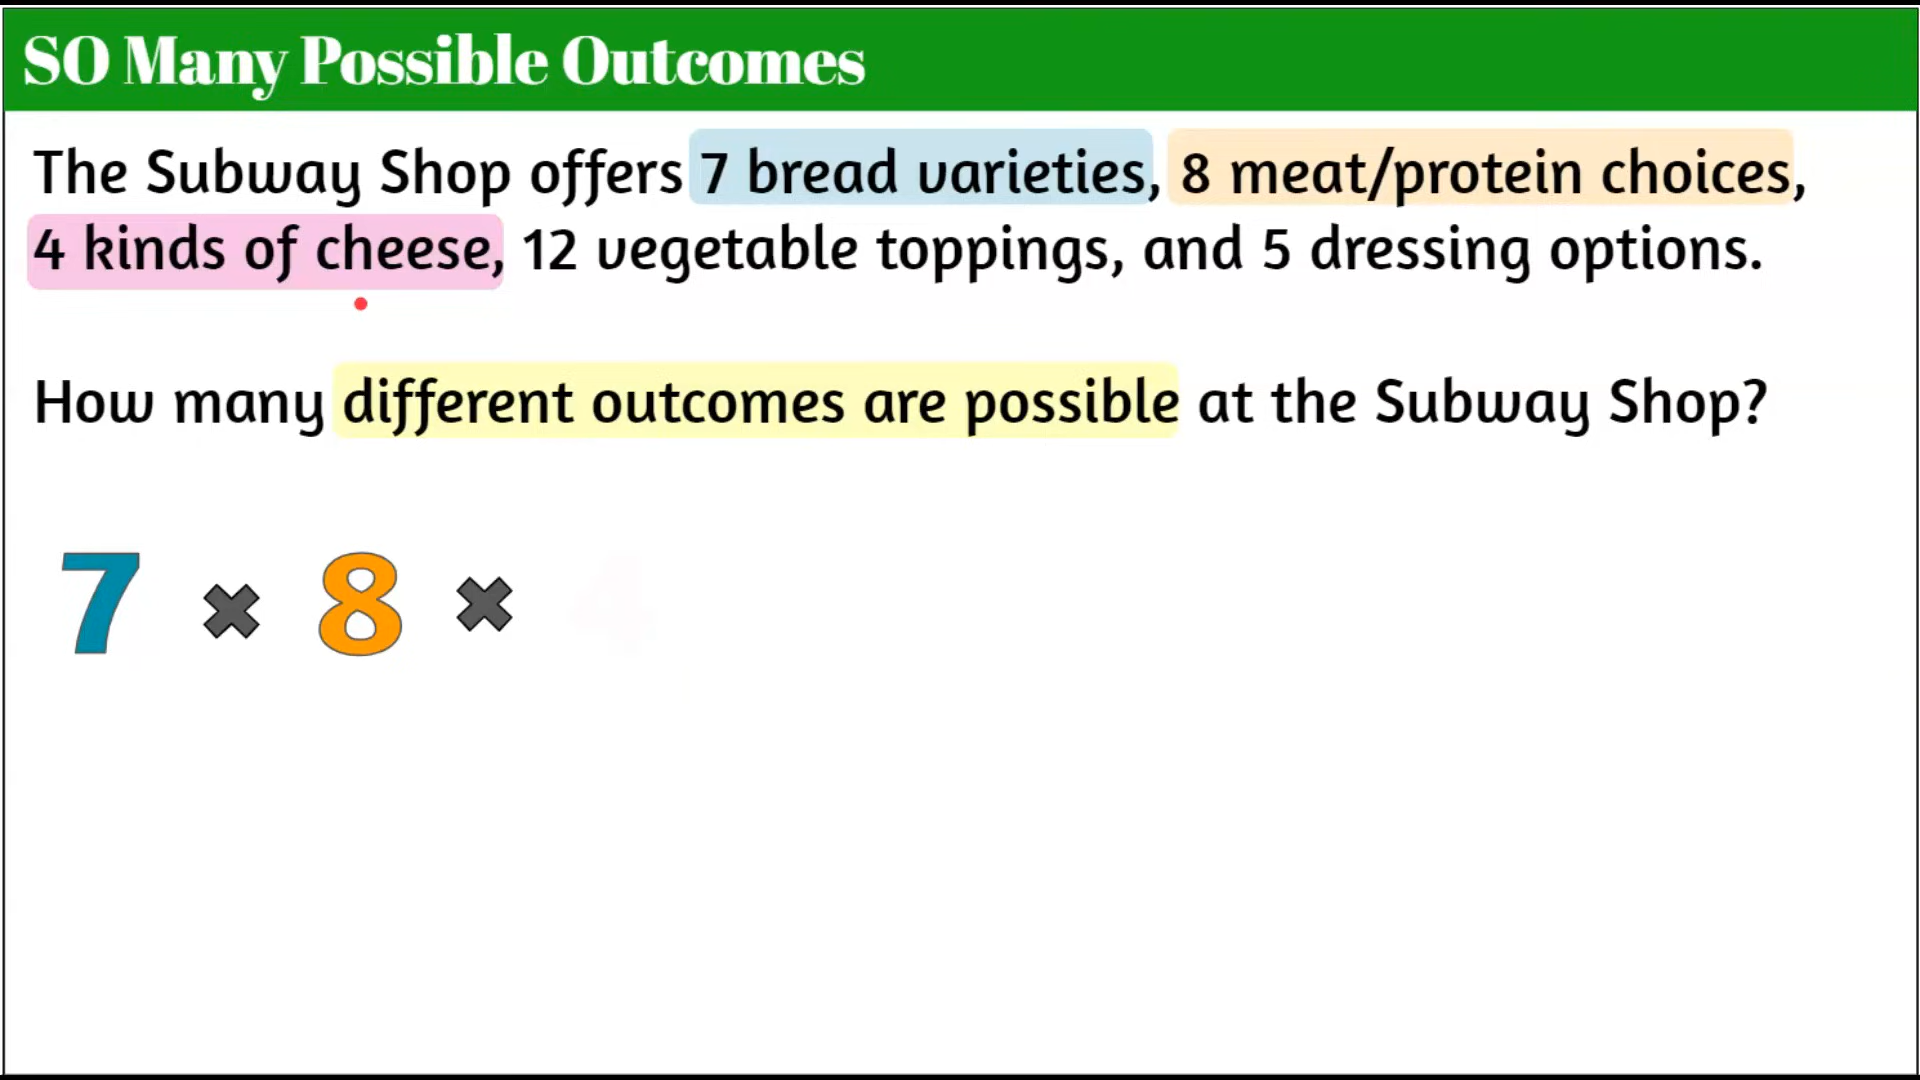 SO Many Possible Outcomes
The Subway Shop offers 7 bread varieties, 8 meat/protein choices,
4 kinds of cheese, 12 vegetable toppings, and 5 dressing options.
How many different outcomes are possible at the Subway Shop?
7 × 8 × 4